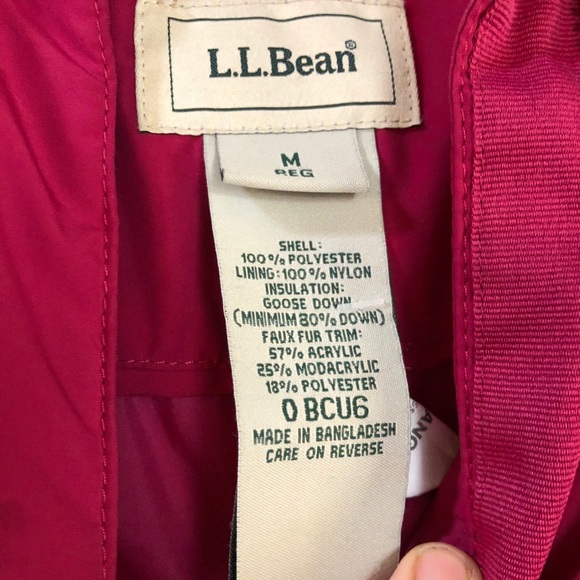 L.L.Bean®
M
REG
SHELL:
100% POLYESTER
LINING: 100% NYLON
INSULATION:
GOOSE DOWN
(MINIMUM 80% DOWN)
FAUX FUR TRIM:
57% ACRYLIC
25% MODACRYLIC
18% POLYESTER
0 BCU6
MADE IN BANGLADESH
CARE ON REVERSE